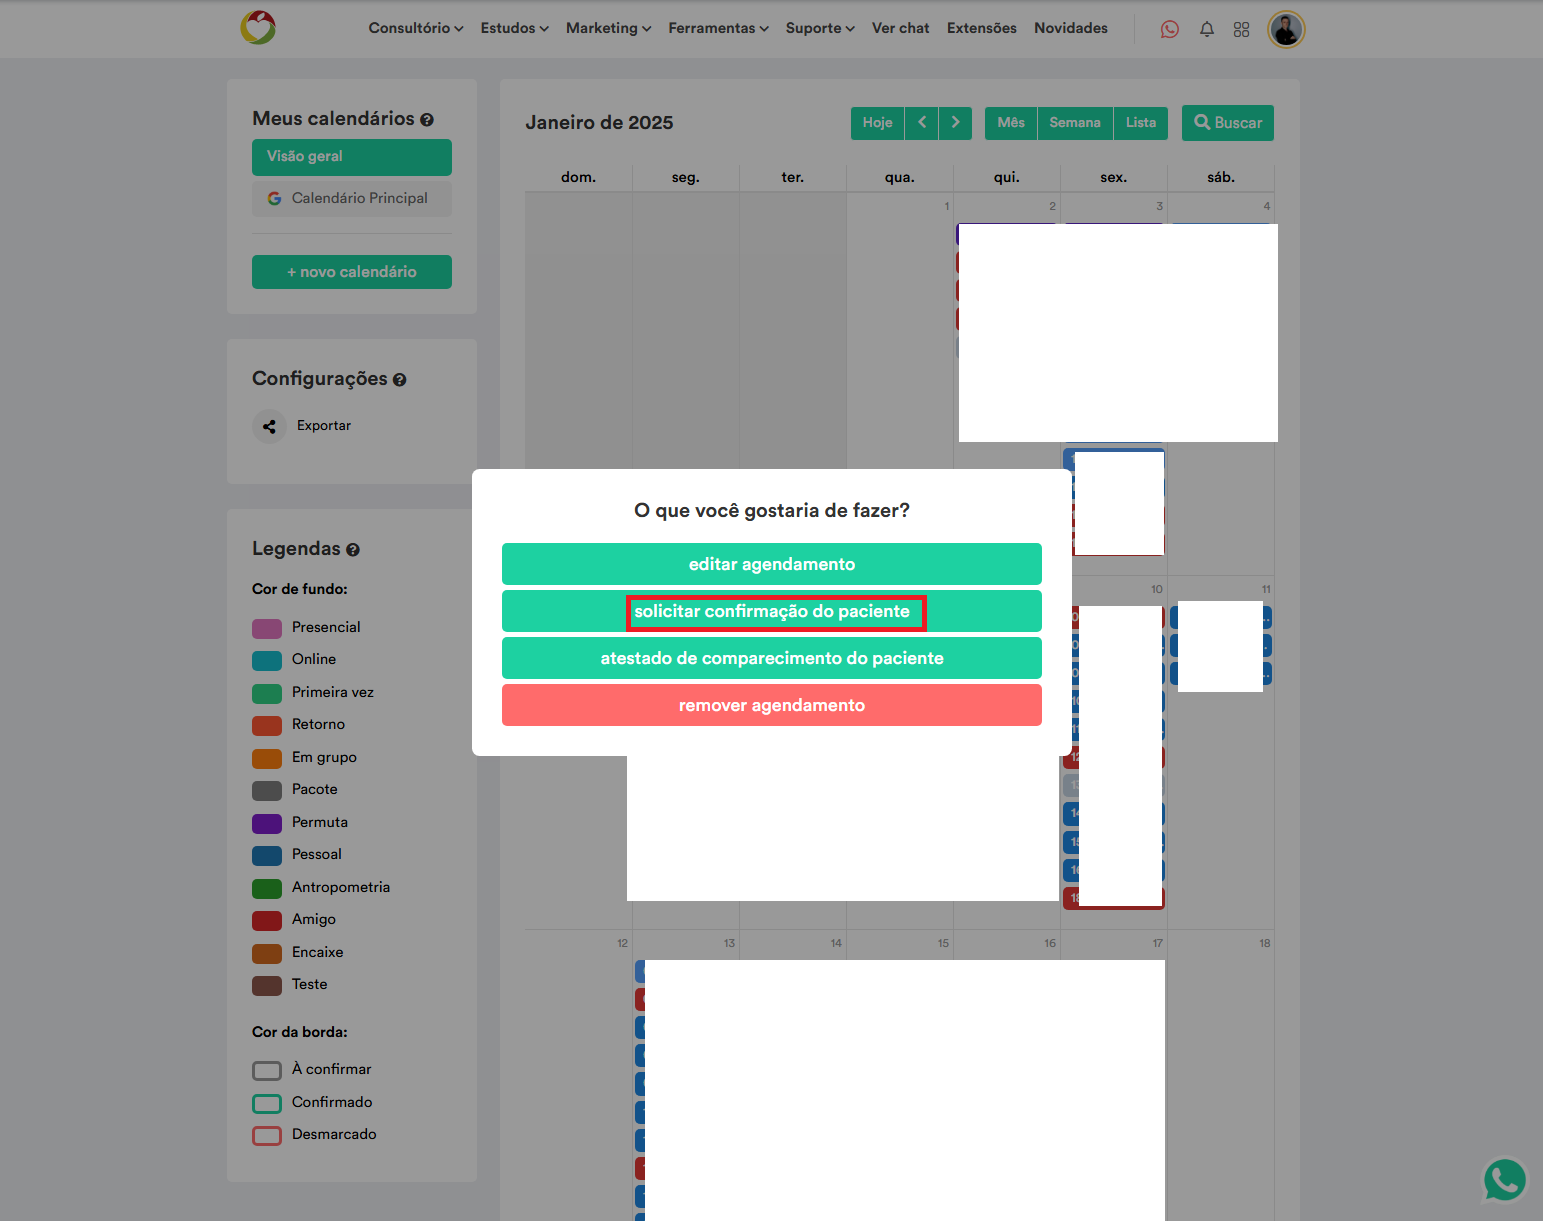 Consultório Estudos Marketing Ferramentas Suporte Ver chat Extensões Novidades
Meus calendários
Visão geral
Calendário Principal
+ novo calendário
Configurações
Exportar
Legendas
Cor de fundo:
Presencial
Online
Primeira vez
Retorno
Em grupo
Pacote
Permuta
Pessoal
Antropometria
Amigo
Encaixe
Teste
Cor da borda:
À confirmar
Confirmado
Desmarcado
Janeiro de 2025
Hoje
Mês Semana Lista
Buscar
dom. seg. ter. qua. qui. sex. sáb.
1 2 3 4
O que você gostaria de fazer?
editar agendamento
solicitar confirmação do paciente
atestado de comparecimento do paciente
remover agendamento
10 11
12 13 14 15 16 17 18